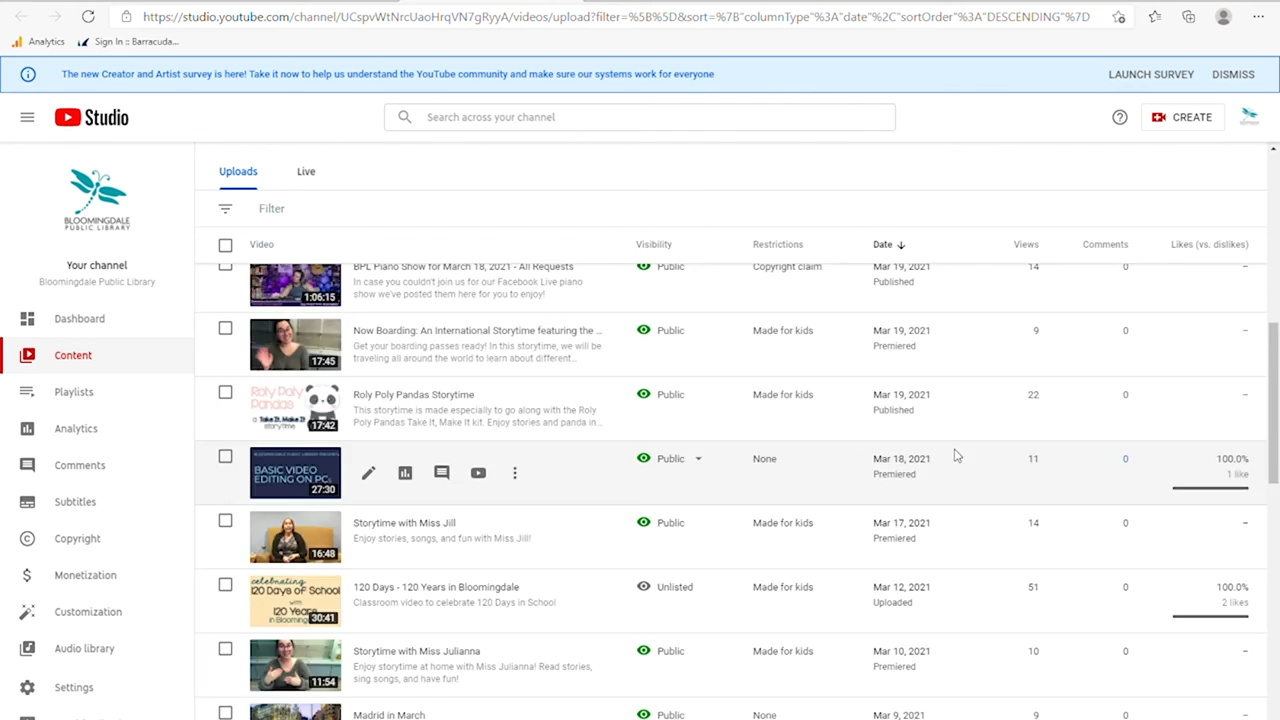 https://studio.youtube.com/channel/UCspvWtNrcUaoHrqVN7gRyyA/videos/upload?filter=%5B%5D&sort=%7B"columnType"%3A"date"%2C"sortOrder"%3A"DESCENDING"%7D
Analytics
Sign In :: Barracuda...
The new Creator and Artist survey is here! Take it now to help us understand the YouTube community and make sure our systems work for everyone
LAUNCH SURVEY
DISMISS
Studio
Search across your channel
CREATE
BLOOMINGDALE
PUBLIC LIBRARY
Your channel
Bloomingdale Public Library
Dashboard
Content
Playlists
Analytics
Comments
Subtitles
Copyright
Monetization
Customization
Audio library
Settings
Uploads
Live
Filter
Video
Visibility
Restrictions
Date
Views
Comments
Likes (vs. dislikes)
1:06:15
BPL Piano Show for March 18, 2021 - All Requests
In case you couldn't join us for our Facebook Live piano
show we've posted them here for you to enjoy!
Public
Copyright claim
Mar 19, 2021
Published
14
0
–
17:45
Now Boarding: An International Storytime featuring the ...
Get your boarding passes ready! In this storytime, we will be
traveling all around the world to learn about different...
Public
Made for kids
Mar 19, 2021
Premiered
9
0
–
Roly Poly
Pandas
Take It, Make It
storytime
17:42
Roly Poly Pandas Storytime
This storytime is made especially to go along with the Roly
Poly Pandas Take It, Make It kit. Enjoy stories and panda in...
Public
Made for kids
Mar 19, 2021
Published
22
0
–
BLOOMINGDALE PUBLIC LIBRARY PRESENTS
BASIC VIDEO
EDITING ON PCs
27:30
Public
None
Mar 18, 2021
Premiered
11
0
100.0%
1 like
16:48
Storytime with Miss Jill
Enjoy stories, songs, and fun with Miss Jill!
Public
Made for kids
Mar 17, 2021
Premiered
14
0
–
celebrating
120 Days of School
with
120 Years
in Blooming
30:41
120 Days - 120 Years in Bloomingdale
Classroom video to celebrate 120 Days in School
Unlisted
Made for kids
Mar 12, 2021
Uploaded
51
0
100.0%
2 likes
11:54
Storytime with Miss Julianna
Enjoy storytime at home with Miss Julianna! Read stories,
sing songs, and have fun!
Public
Made for kids
Mar 10, 2021
Premiered
10
0
–
Madrid in March
Public
None
Mar 9, 2021
9
0
–